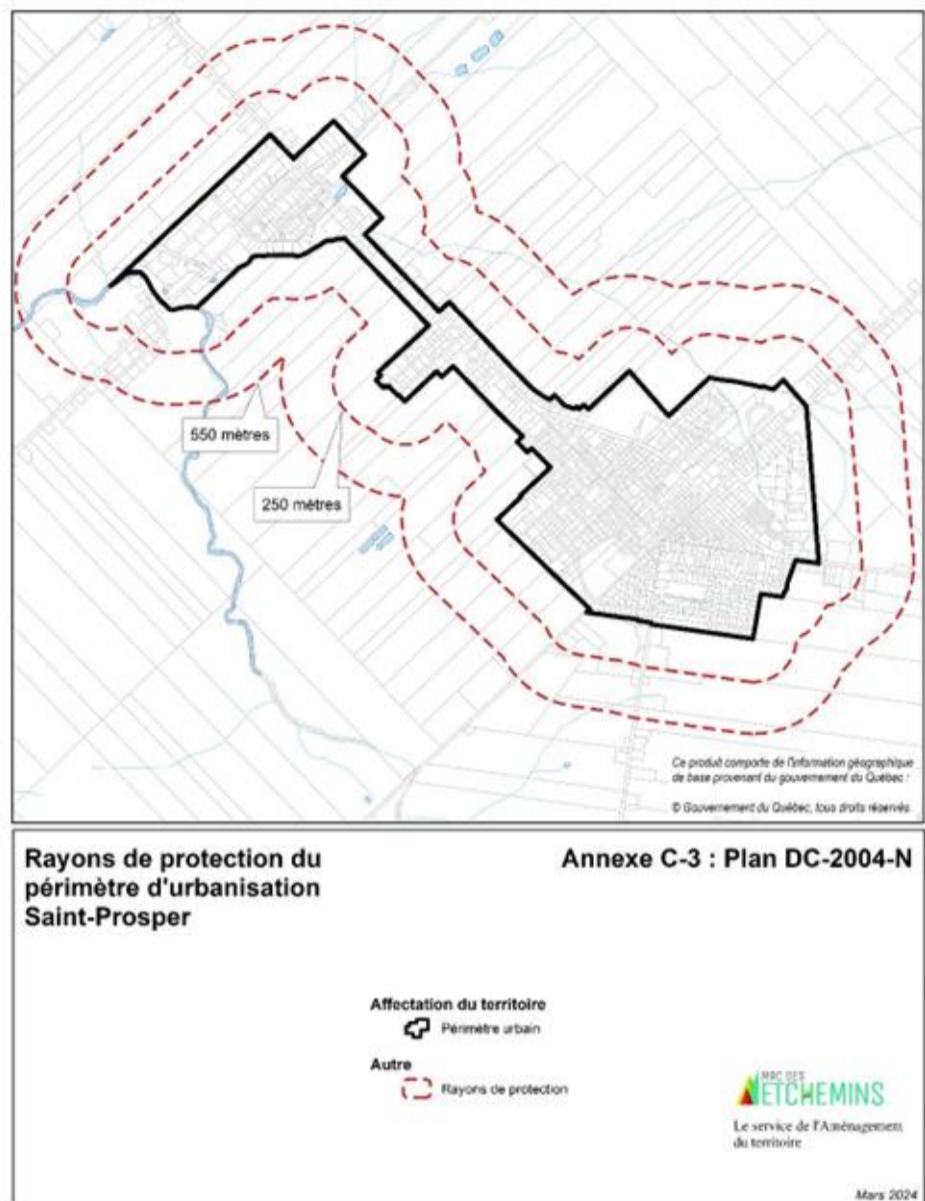 550 mètres
250 mètres
Ce produit comporte de l'information géographique
de base provenant du gouvernement du Québec :
© Gouvernement du Québec, tous droits réservés.
Rayons de protection du
périmètre d'urbanisation
Saint-Prosper
Annexe C-3 : Plan DC-2004-N
Affectation du territoire
Périmètre urbain
Autre
Rayons de protection
MRC DES
ETCHEMINS
Le service de l'Aménagement
du territoire
Mars 2024